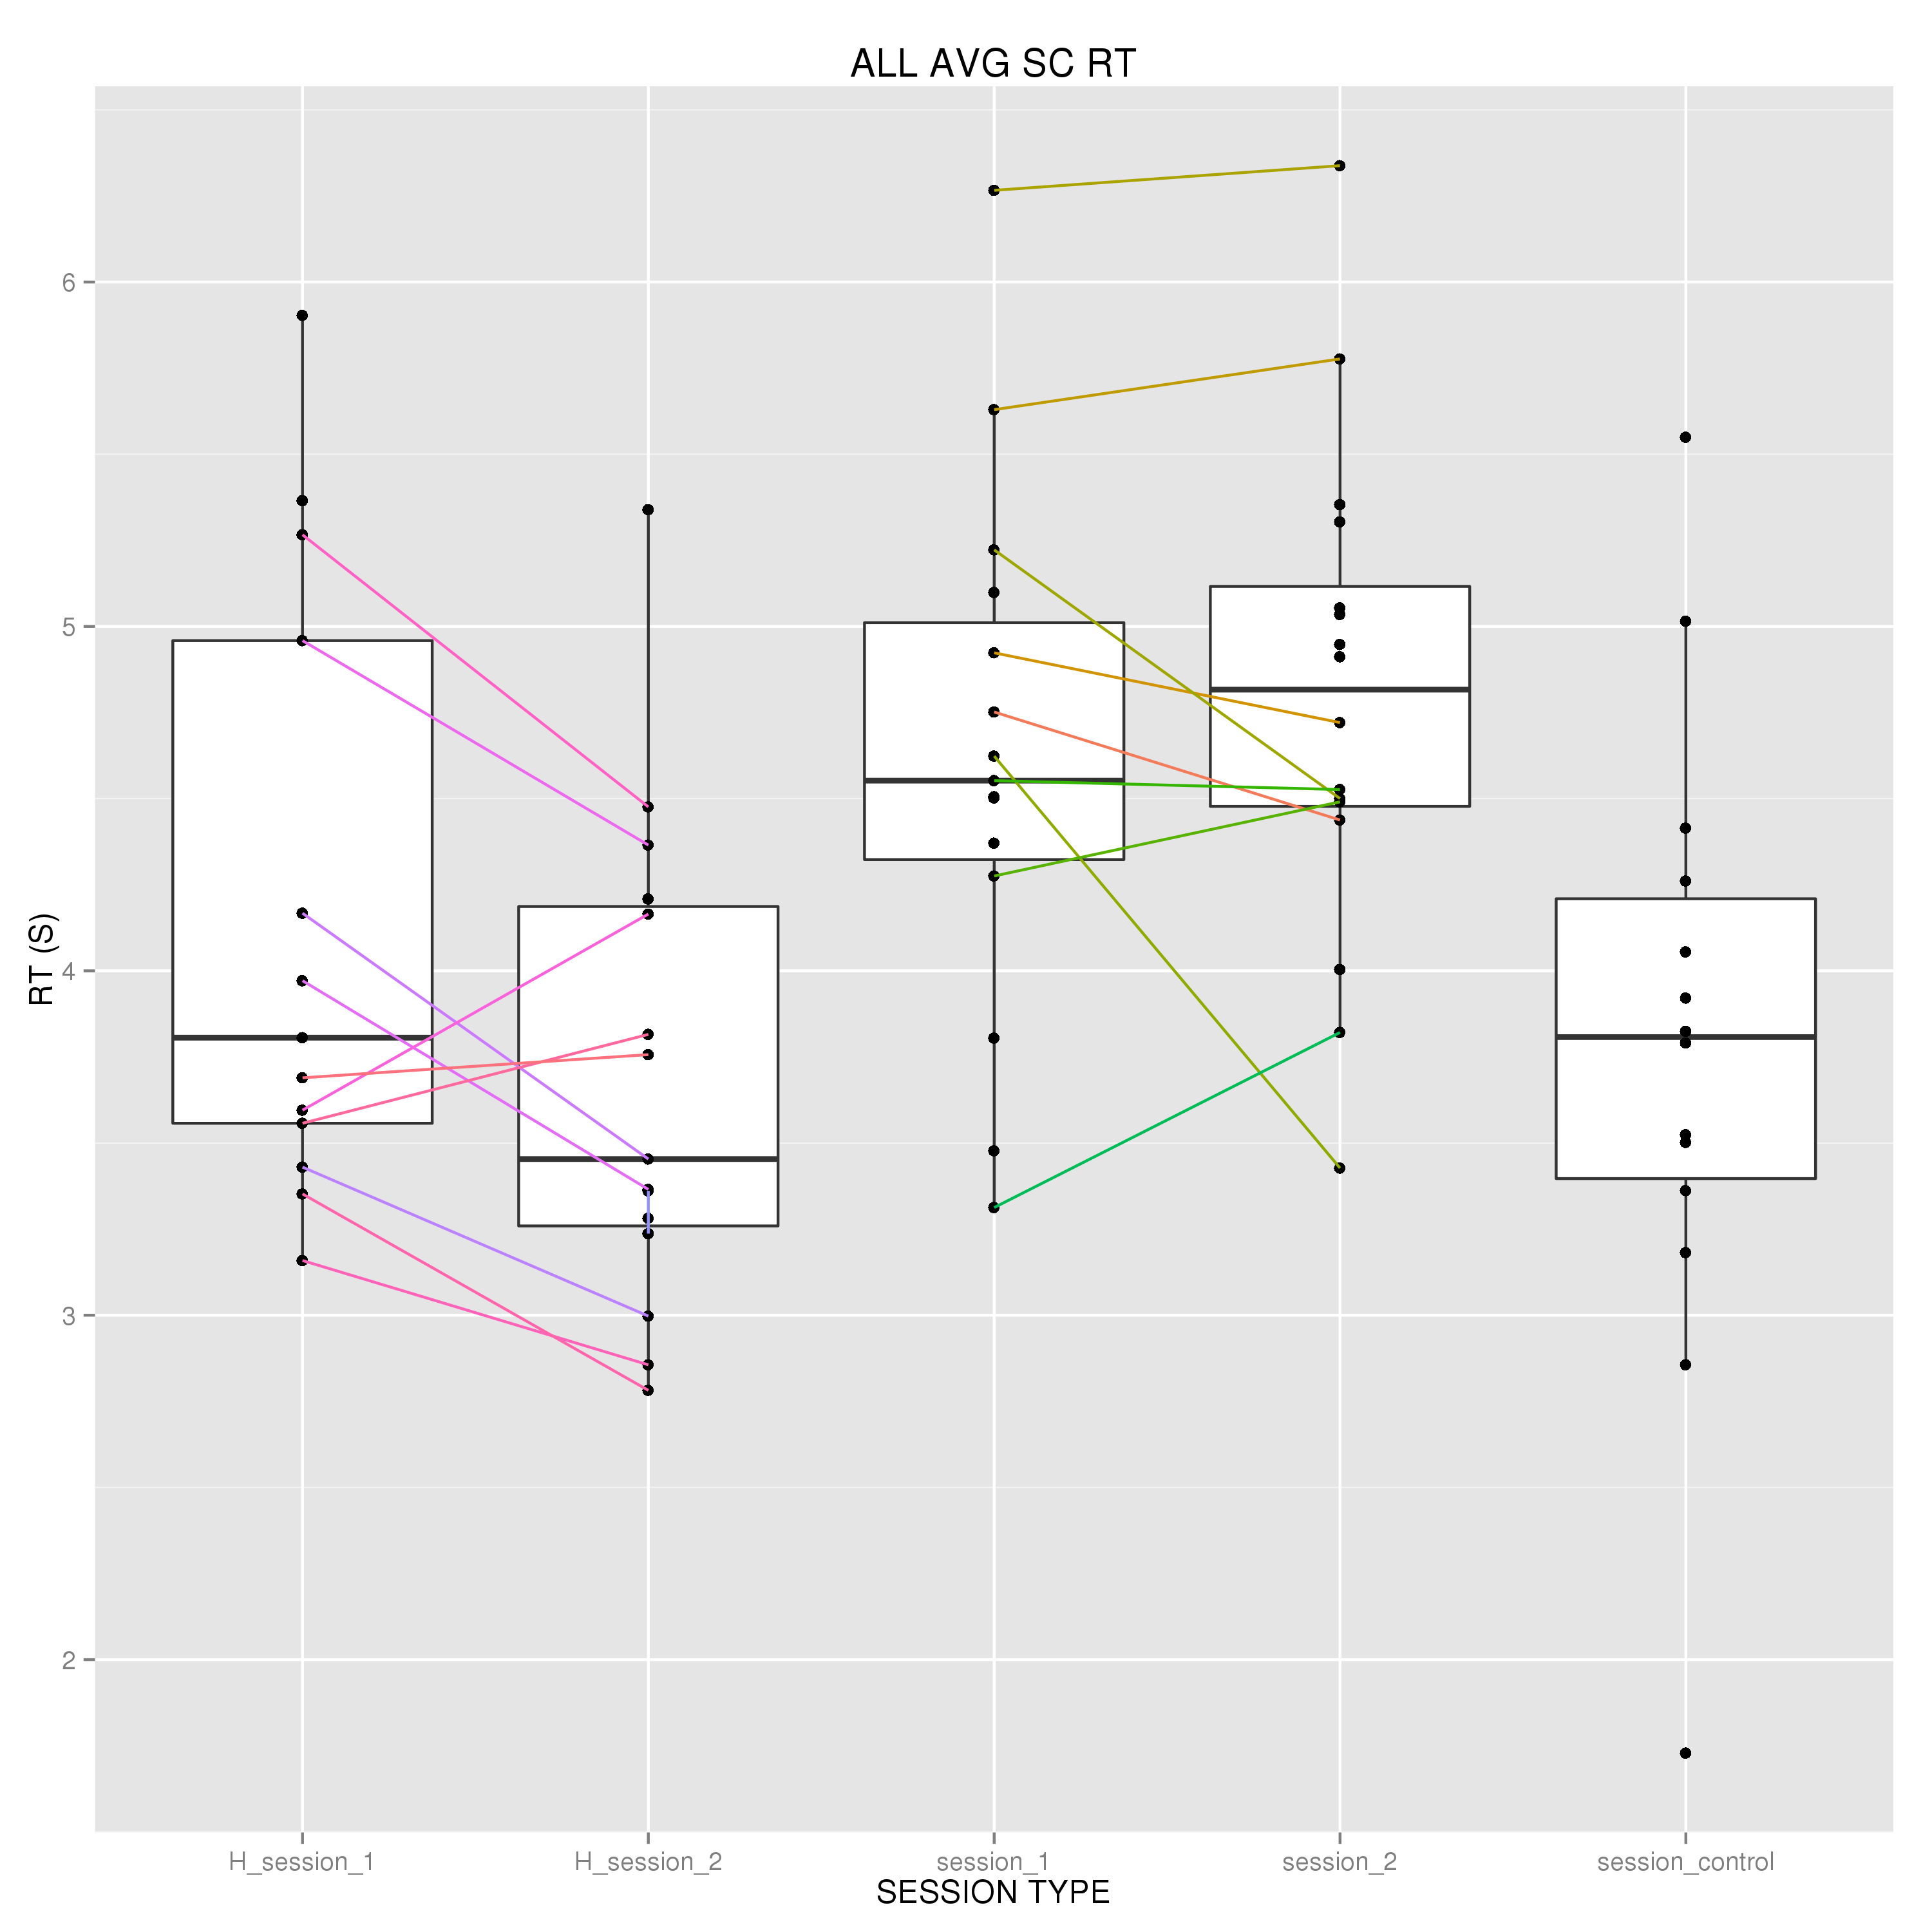 ALL AVG SC RT
RT (S)
6
5
4
3
2
H_session_1
H_session_2
session_1
session_2
session_control
SESSION TYPE